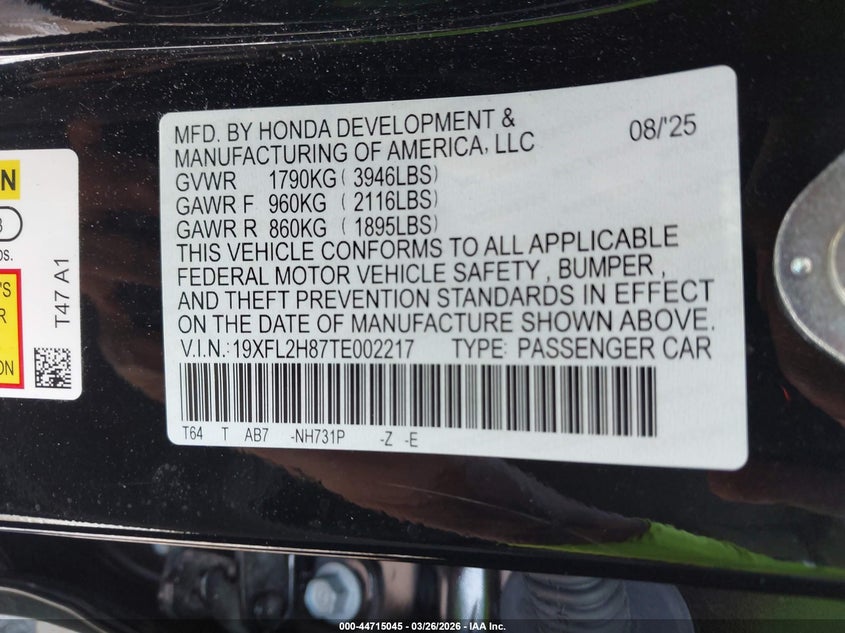 MFD. BY HONDA DEVELOPMENT &
MANUFACTURING OF AMERICA, LLC
08/'25
GVWR 1790KG ( 3946LBS)
GAWR F 960KG ( 2116LBS)
GAWR R 860KG ( 1895LBS)
THIS VEHICLE CONFORMS TO ALL APPLICABLE
FEDERAL MOTOR VEHICLE SAFETY , BUMPER ,
AND THEFT PREVENTION STANDARDS IN EFFECT
ON THE DATE OF MANUFACTURE SHOWN ABOVE.
V.I.N.:19XFL2H87TE002217 TYPE: PASSENGER CAR
T64 T AB7 -NH731P -Z -E
T47 A1
000-44715045 - 03/26/2026 - IAA Inc.